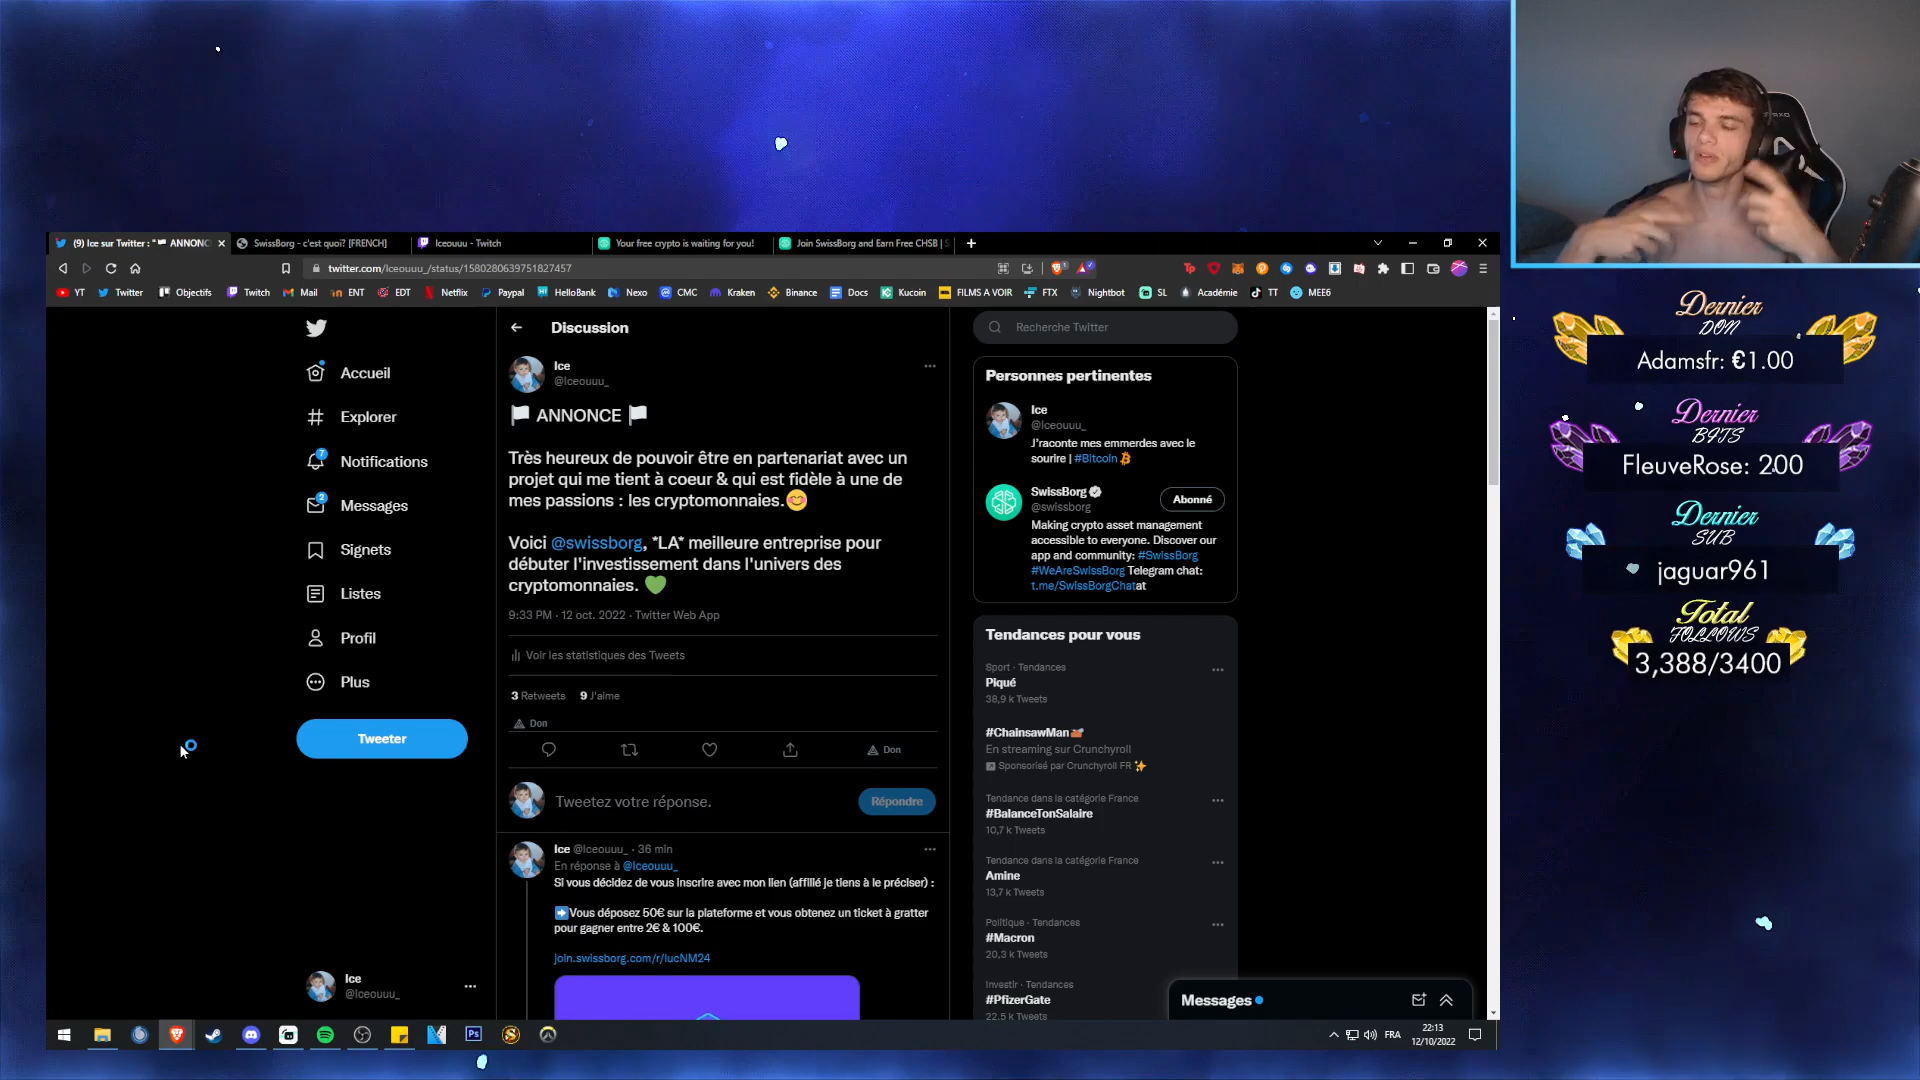 (9) Ice sur Twitter : "🏳 ANNONC
SwissBorg - c'est quoi? [FRENCH]
Iceouuu - Twitch
Your free crypto is waiting for you!
Join SwissBorg and Earn Free CHSB | S
twitter.com/Iceouuu_/status/1580280639751827457
YT
Twitter
Objectifs
Twitch
Mail
ENT
EDT
Netflix
Paypal
HelloBank
Nexo
CMC
Kraken
Binance
Docs
Kucoin
FILMS A VOIR
FTX
Nightbot
SL
Académie
TT
MEE6
Accueil
Explorer
7
Notifications
2
Messages
Signets
Listes
Profil
Plus
Tweeter
Ice
@Iceouuu_
Discussion
Ice
@Iceouuu_
🏳 ANNONCE 🏳
Très heureux de pouvoir être en partenariat avec un
projet qui me tient à coeur & qui est fidèle à une de
mes passions : les cryptomonnaies.😊
Voici @swissborg, *LA* meilleure entreprise pour
débuter l'investissement dans l'univers des
cryptomonnaies. 💚
9:33 PM · 12 oct. 2022 · Twitter Web App
Voir les statistiques des Tweets
3 Retweets 9 J'aime
Don
Don
Tweetez votre réponse.
Répondre
Ice @Iceouuu_ · 36 min
En réponse à @Iceouuu_
Si vous décidez de vous inscrire avec mon lien (affilié je tiens à le préciser) :
➡Vous déposez 50€ sur la plateforme et vous obtenez un ticket à gratter
pour gagner entre 2€ & 100€.
join.swissborg.com/r/lucNM24
Recherche Twitter
Personnes pertinentes
Ice
@Iceouuu_
J'raconte mes emmerdes avec le
sourire | #Bitcoin
SwissBorg
@swissborg
Abonné
Making crypto asset management
accessible to everyone. Discover our
app and community: #SwissBorg
#WeAreSwissBorg Telegram chat:
t.me/SwissBorgChatat
Tendances pour vous
Sport · Tendances
Piqué
38,9 k Tweets
#ChainsawMan
En streaming sur Crunchyroll
Sponsorisé par Crunchyroll FR ✨
Tendance dans la catégorie France
#BalanceTonSalaire
10,7 k Tweets
Tendance dans la catégorie France
Amine
13,7 k Tweets
Politique · Tendances
#Macron
20,3 k Tweets
Investir · Tendances
#PfizerGate
22,5 k Tweets
Messages
Ps
FRA
22:13
12/10/2022
Dernier
DON
Adamsfr: €1.00
Dernier
BITS
FleuveRose: 200
Dernier
SUB
jaguar961
Total
FOLLOWS
3,388/3400